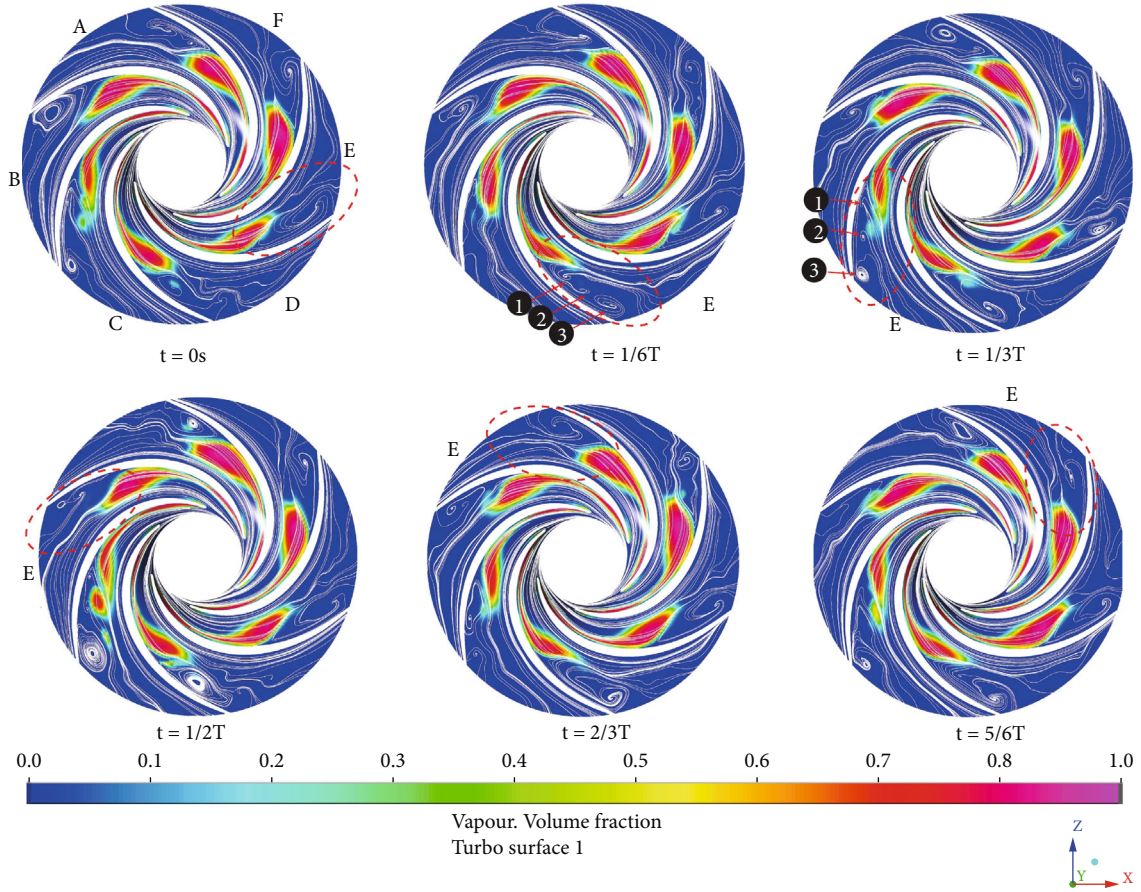 A
F
B
E
C
D
t = 0s
1
2
3
E
t = 1/6T
1
2
3
E
t = 1/3T
E
t = 1/2T
E
t = 2/3T
E
t = 5/6T
0.0 0.1 0.2 0.3 0.4 0.5 0.6 0.7 0.8 0.9 1.0
Vapour. Volume fraction
Turbo surface 1
Z
Y
X